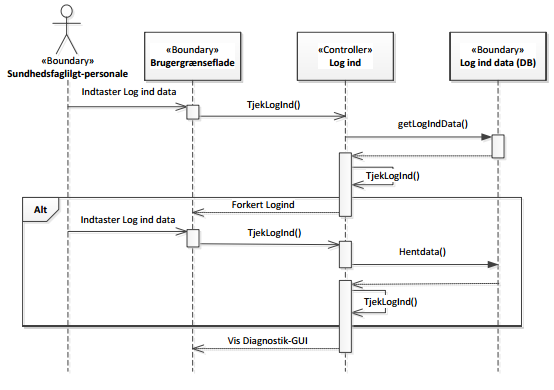 «Boundary»
Sundhedsfagliigt-personale
«Boundary»
Brugergrænseflade
«Controller»
Log ind
«Boundary»
Log ind data (DB)
Indtaster Log ind data
TjekLogInd()
getLogIndData()
TjekLogInd()
Forkert Logind
Alt
Indtaster Log ind data
TjekLogInd()
Hentdata()
TjekLogInd()
Vis Diagnostik-GUI